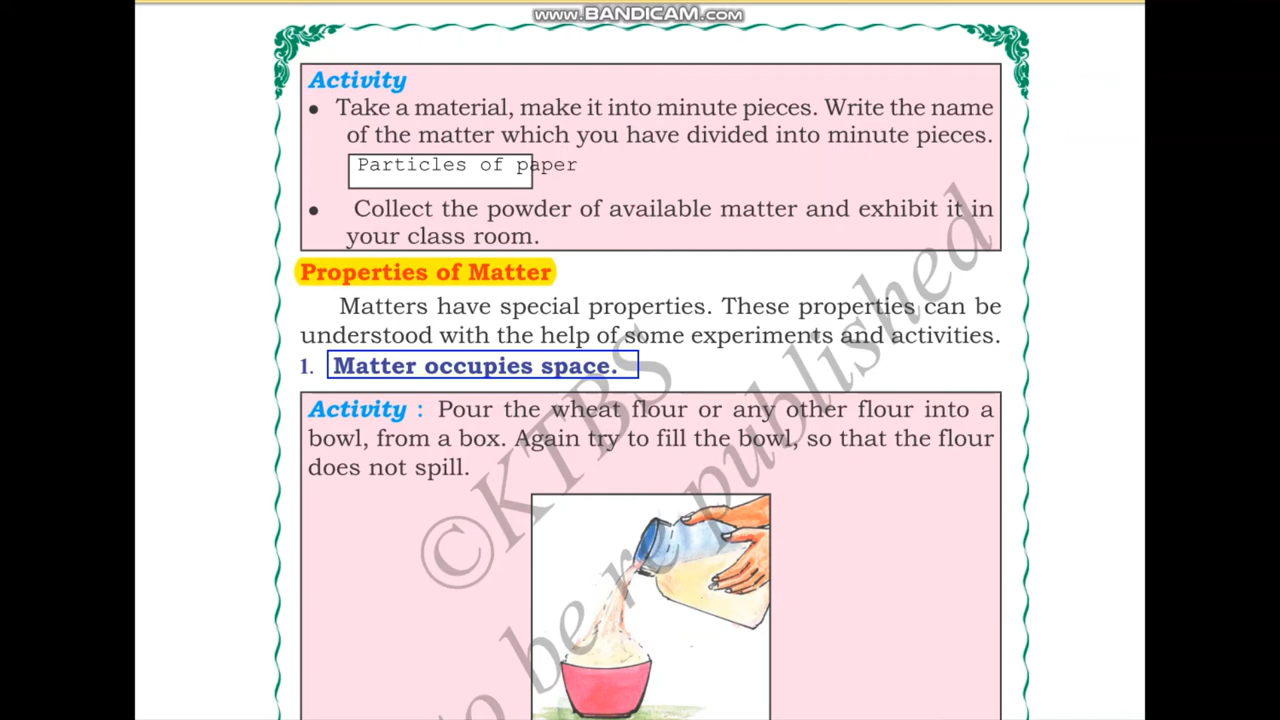 www.BANDICAM.com
Activity
• Take a material, make it into minute pieces. Write the name
of the matter which you have divided into minute pieces.
Particles of paper
• Collect the powder of available matter and exhibit it in
your class room.
Properties of Matter
Matters have special properties. These properties can be
understood with the help of some experiments and activities.
1. Matter occupies space.
Activity : Pour the wheat flour or any other flour into a
bowl, from a box. Again try to fill the bowl, so that the flour
does not spill.
©KTBS
to be republished